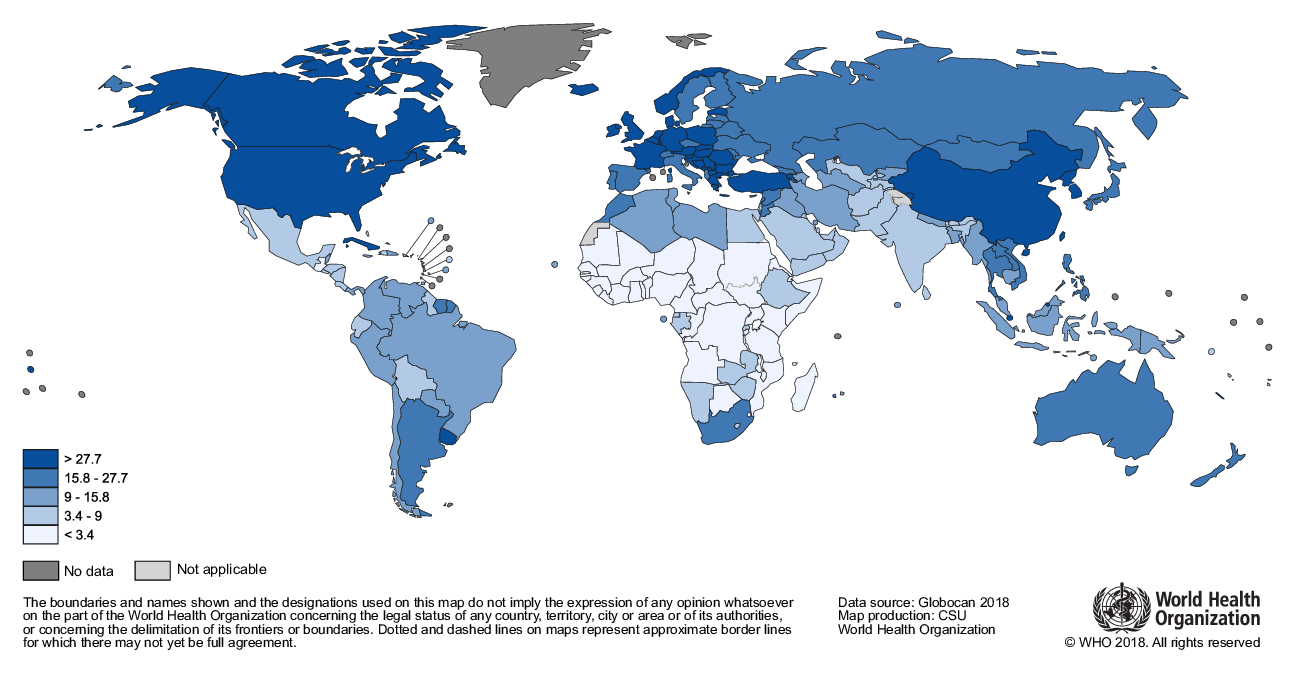 > 27.7
15.8 - 27.7
9 - 15.8
3.4 - 9
< 3.4
No data
Not applicable
The boundaries and names shown and the designations used on this map do not imply the expression of any opinion whatsoever
on the part of the World Health Organization concerning the legal status of any country, territory, city or area or of its authorities,
or concerning the delimitation of its frontiers or boundaries. Dotted and dashed lines on maps represent approximate border lines
for which there may not yet be full agreement.
Data source: Globocan 2018
Map production: CSU
World Health Organization
World Health
Organization
© WHO 2018. All rights reserved